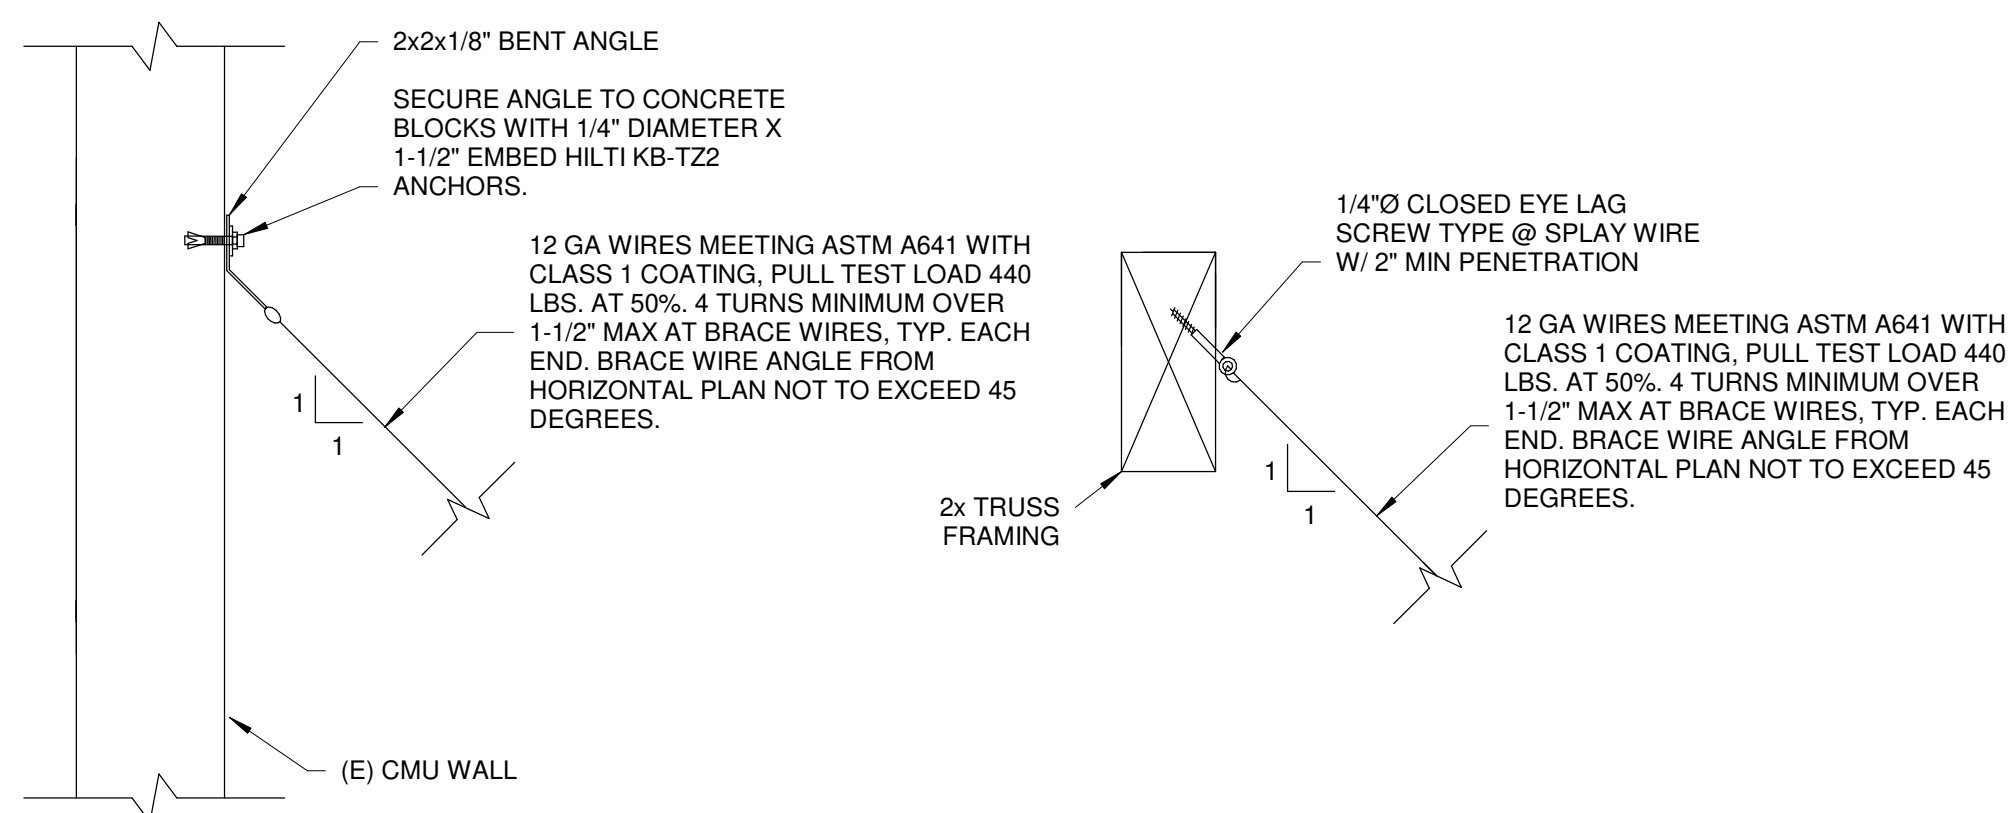 2x2x1/8" BENT ANGLE
SECURE ANGLE TO CONCRETE
BLOCKS WITH 1/4" DIAMETER X
1-1/2" EMBED HILTI KB-TZ2
ANCHORS.
12 GA WIRES MEETING ASTM A641 WITH
CLASS 1 COATING, PULL TEST LOAD 440
LBS. AT 50%. 4 TURNS MINIMUM OVER
1-1/2" MAX AT BRACE WIRES, TYP. EACH
END. BRACE WIRE ANGLE FROM
HORIZONTAL PLAN NOT TO EXCEED 45
DEGREES.
1
1
(E) CMU WALL
1/4"Ø CLOSED EYE LAG
SCREW TYPE @ SPLAY WIRE
W/ 2" MIN PENETRATION
12 GA WIRES MEETING ASTM A641 WITH
CLASS 1 COATING, PULL TEST LOAD 440
LBS. AT 50%. 4 TURNS MINIMUM OVER
1-1/2" MAX AT BRACE WIRES, TYP. EACH
END. BRACE WIRE ANGLE FROM
HORIZONTAL PLAN NOT TO EXCEED 45
DEGREES.
1
1
2x TRUSS
FRAMING